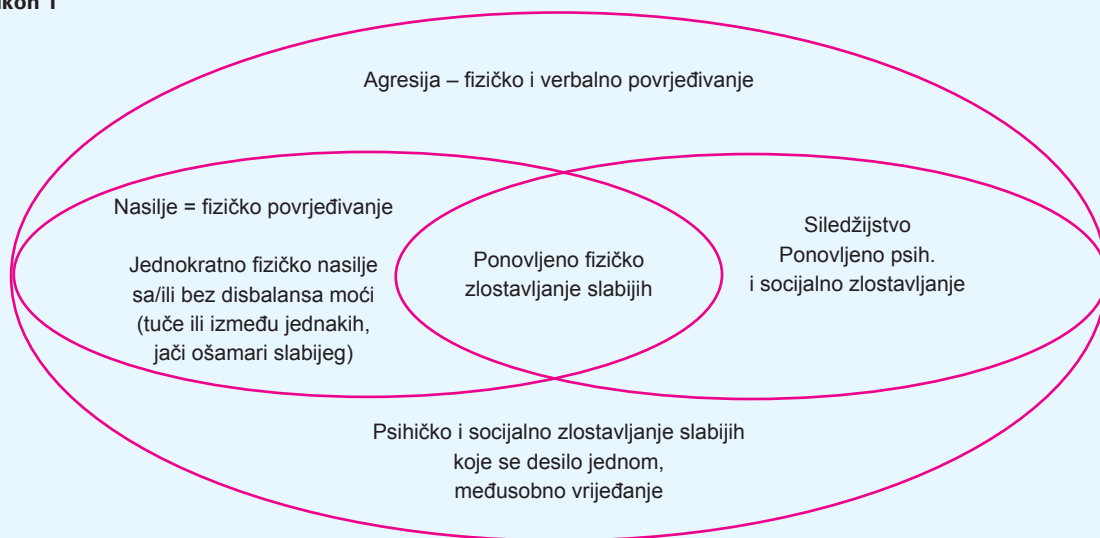 Agresija – fizičko i verbalno povrjeđivanje
Nasilje = fizičko povrjeđivanje
Jednokratno fizičko nasilje
sa/ili bez disbalansa moći
(tuče ili između jednakih,
jači ošamari slabijeg)
Ponovljeno fizičko
zlostavljanje slabijih
Siledžijstvo
Ponovljeno psih.
i socijalno zlostavljanje
Psihičko i socijalno zlostavljanje slabijih
koje se desilo jednom,
međusobno vrijeđanje